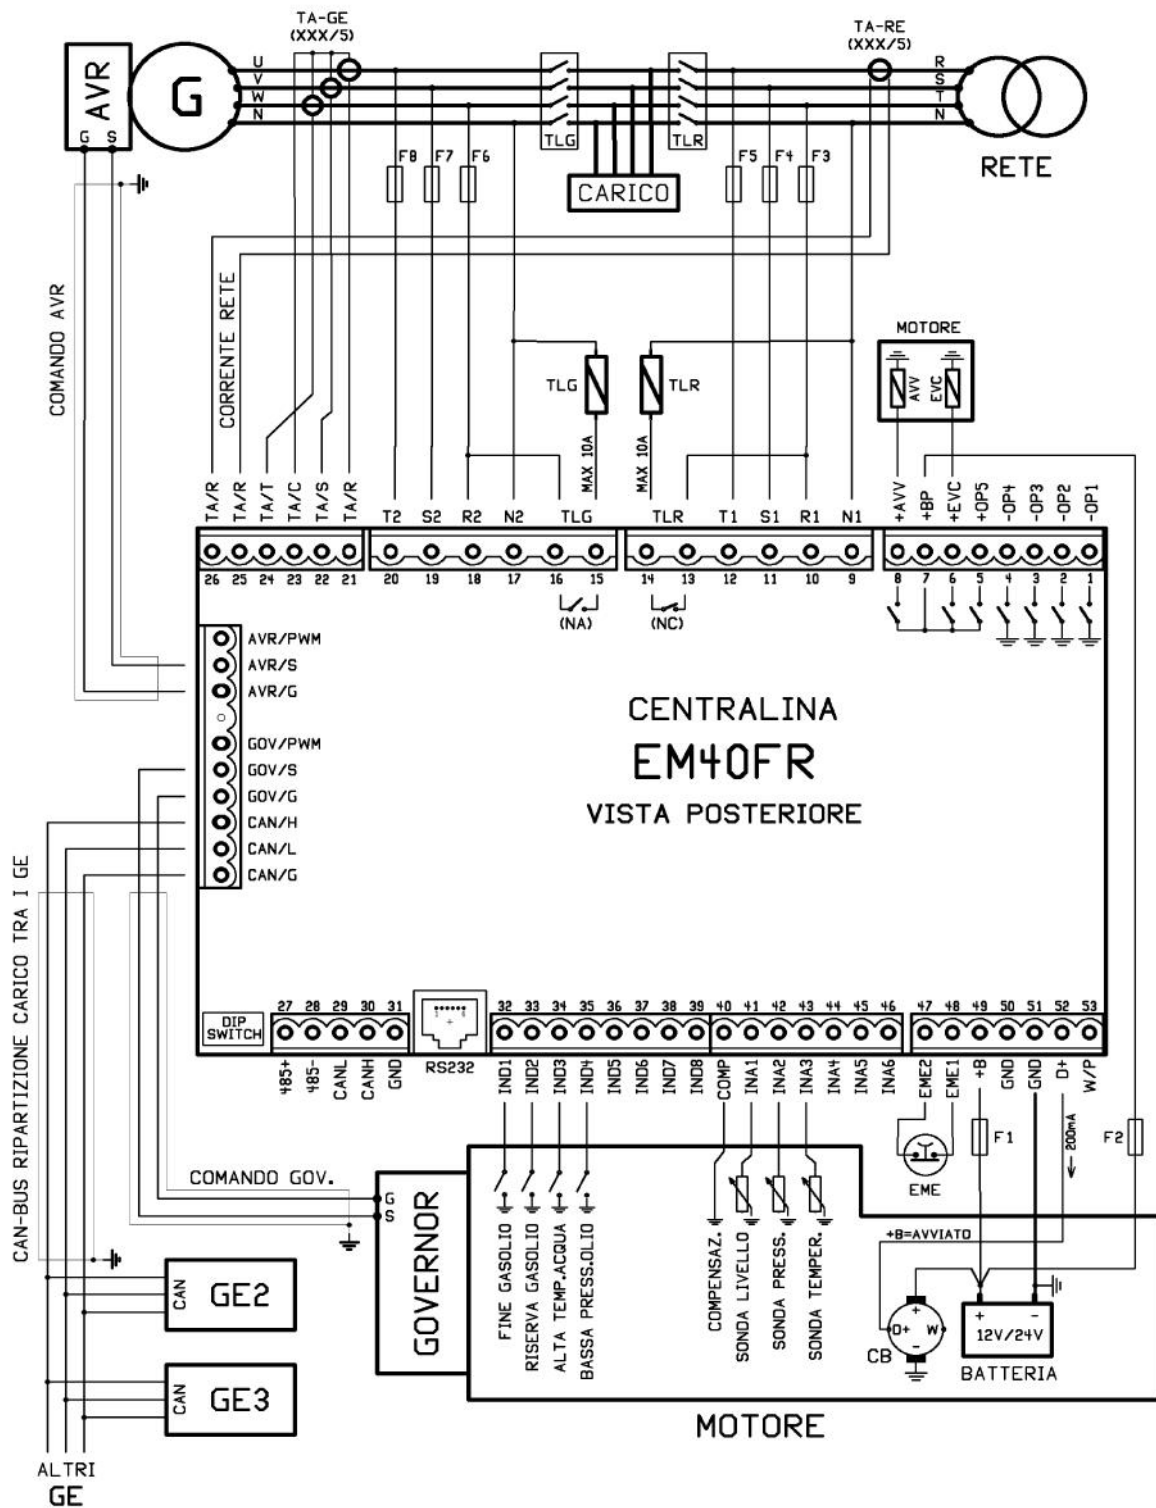 TA-GE
(XXX/5)
TA-RE
(XXX/5)
AVR
G S
G
U
V
W
N
TLG
TLR
R
S
T
N
RETE
CARICO
F8 F7 F6
F5 F4 F3
COMANDO AVR
CORRENTE RETE
TLG
TLR
MAX 10A
MAX 10A
MOTORE
AVV
EVC
TA/R TA/R TA/T TA/C TA/S TA/R
T2 S2 R2 N2 TLG
TLR T1 S1 R1 N1
+AVV +BP +EVC +OP5 -OP4 -OP3 -OP2 -OP1
26 25 24 23 22 21
20 19 18 17 16 15
14 13 12 11 10 9
8 7 6 5 4 3 2 1
(NA)
(NC)
AVR/PWM
AVR/S
AVR/G
GOV/PWM
GOV/S
GOV/G
CAN/H
CAN/L
CAN/G
CENTRALINA
EM40FR
VISTA POSTERIORE
CAN-BUS RIPARTIZIONE CARICO TRA I GE
DIP
SWITCH
27 28 29 30 31
485+ 485- CANL CANH GND
RS232
32 33 34 35 36 37 38 39 40 41 42 43 44 45 46
IND1 IND2 IND3 IND4 IND5 IND6 IND7 IND8 COMP INA1 INA2 INA3 INA4 INA5 INA6
47 48 49 50 51 52 53
EME2 EME1 +B GND GND D+ W/P
F1
200mA
F2
EME
COMANDO GOV.
G
S
GOVERNOR
FINE GASOLIO
RISERVA GASOLIO
ALTA TEMP.ACQUA
BASSA PRESS.OLIO
COMPENSAZ.
SONDA LIVELLO
SONDA PRESS.
SONDA TEMPER.
+B=AVVIATO
+
D+ W
-
CB
+ -
12V/24V
BATTERIA
MOTORE
CAN
GE2
CAN
GE3
ALTRI
GE